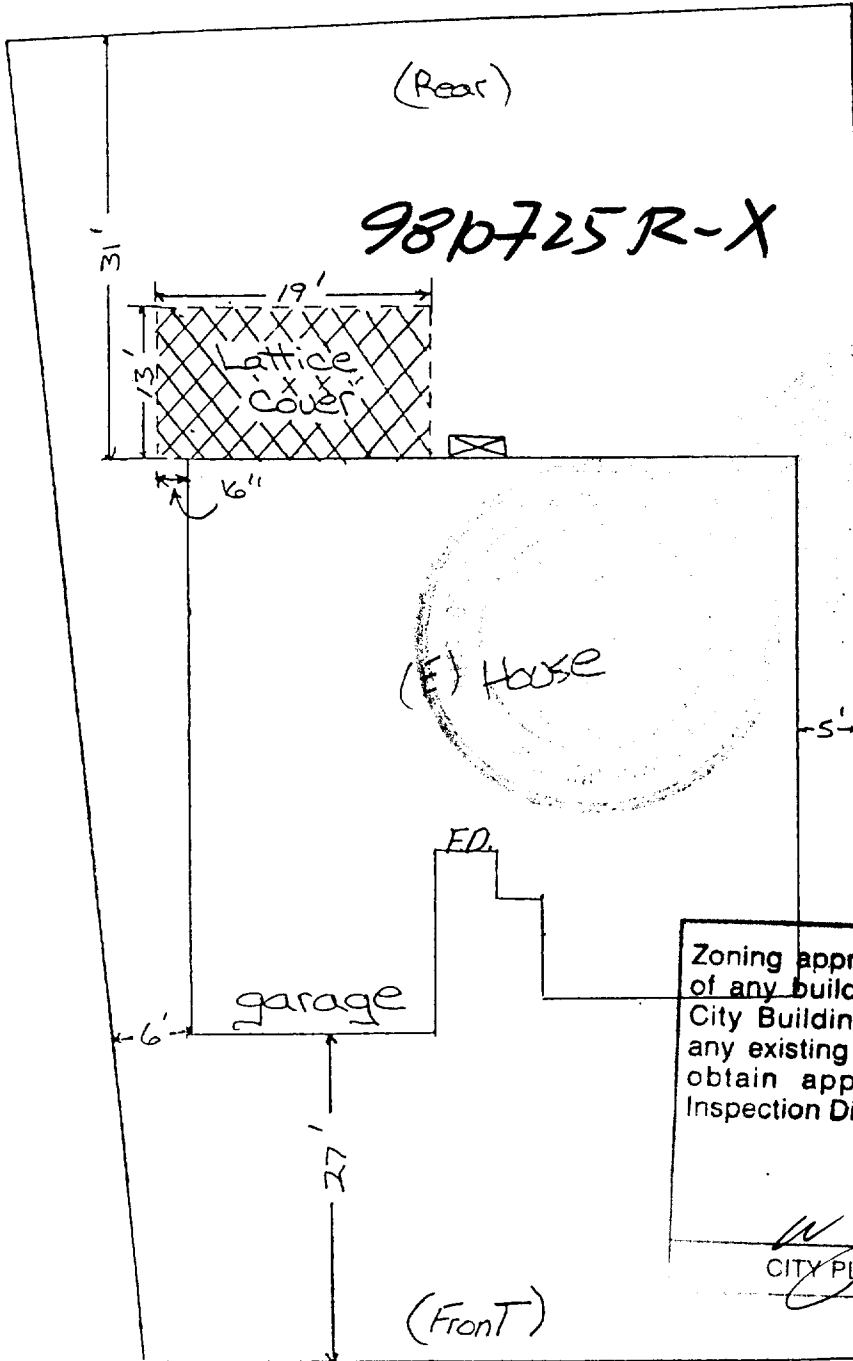 (Rear)
98p725 R-X
31'
19'
13'
Lattice
Cover
(E) House
5'
F.D.
garage
6'
27'
Zoning appr
of any build
City Buildin
any existing
obtain app
Inspection Di
CITY PL
(FronT)